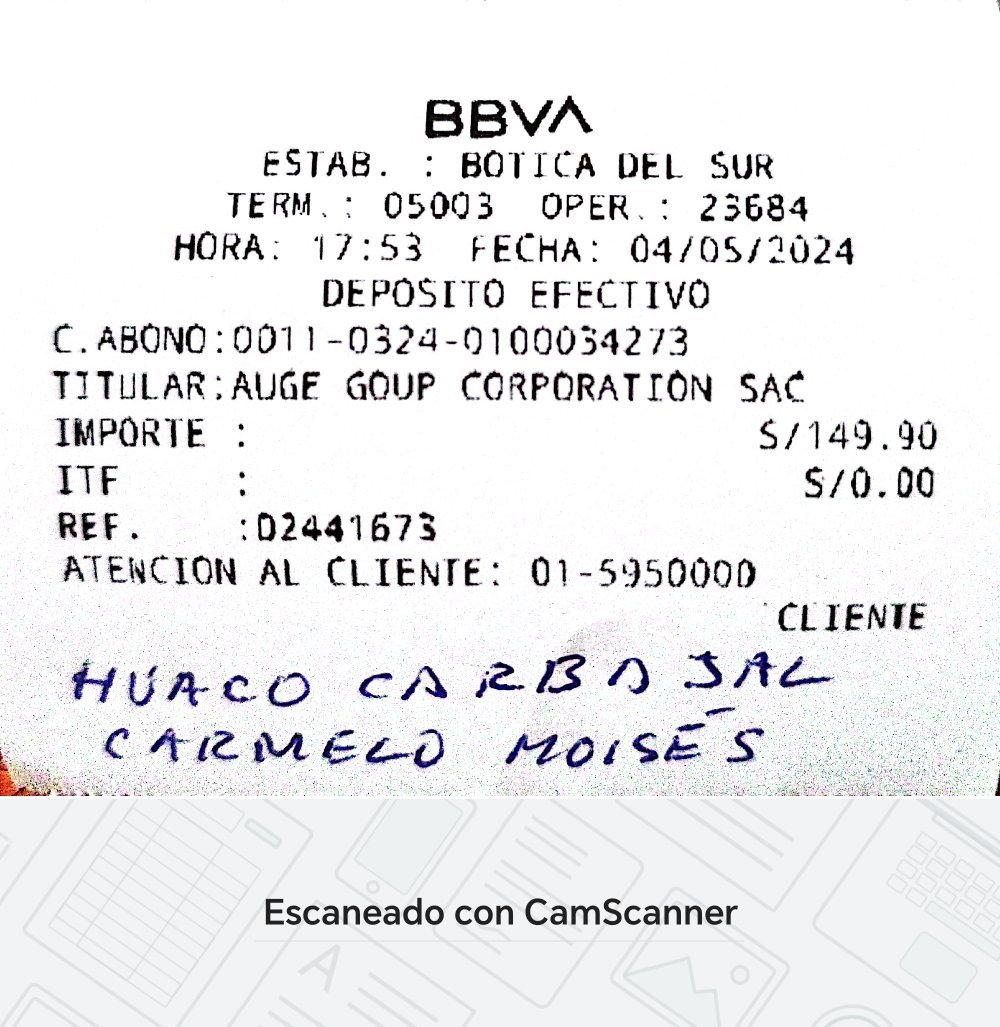 BBVA
ESTAB. : BOTICA DEL SUR
TERM.: 05003 OPER.: 23684
HORA: 17:53 FECHA: 04/05/2024
DEPOSITO EFECTIVO
C.ABONO:0011-0324-0100034273
TITULAR:AUGE GOUP CORPORATION SAC
IMPORTE : S/149.90
ITF : S/0.00
REF. :02441673
ATENCION AL CLIENTE: 01-5950000
CLIENTE
HUACO CARBAJAL
CARMELO MOISÉS
Escaneado con CamScanner